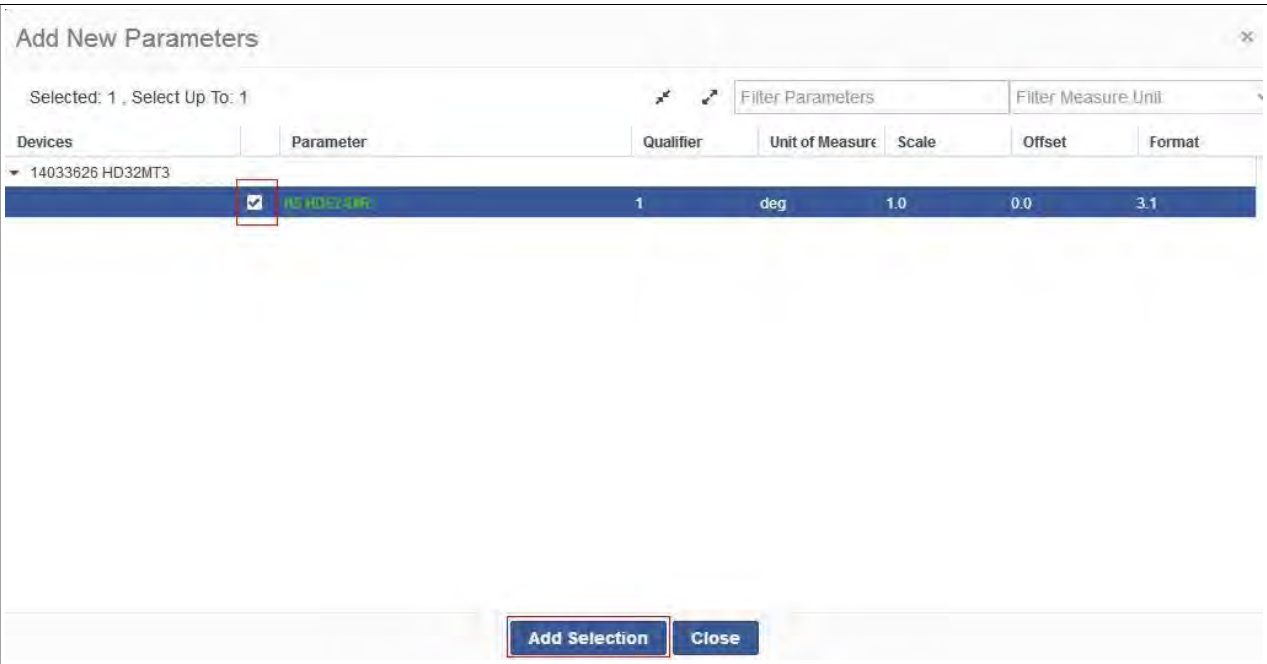 Add New Parameters ×
Selected: 1 , Select Up To: 1 Filter Parameters Filter Measure Unit
Devices Parameter Qualifier Unit of Measure Scale Offset Format
14033626 HD32MT3
1 deg 1.0 0.0 3.1
Add Selection Close